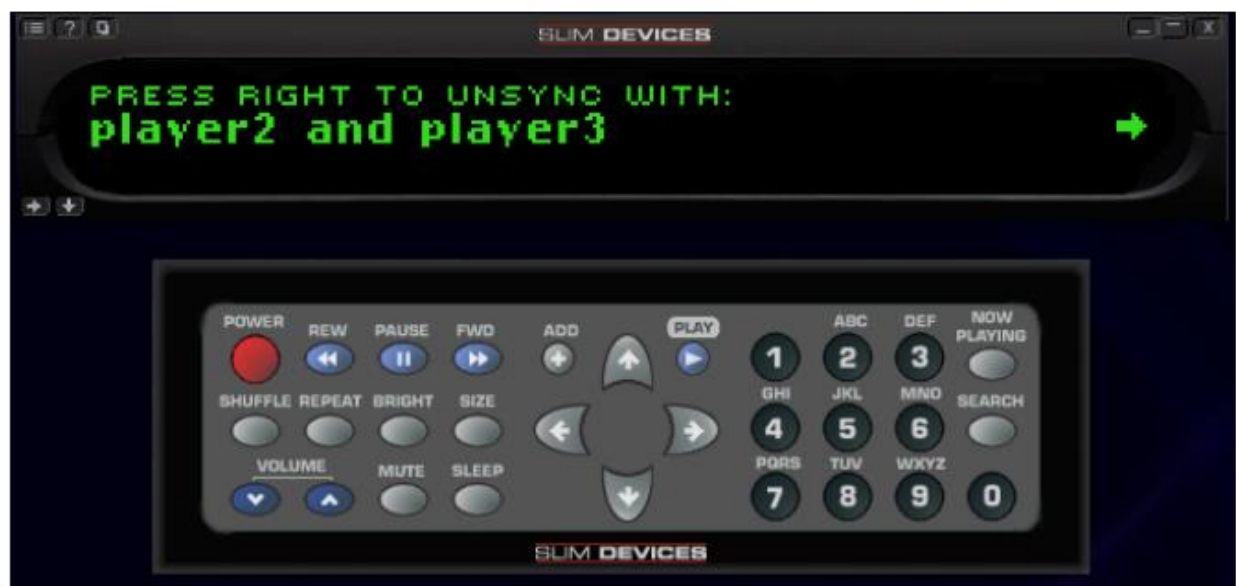 SLIM DEVICES
PRESS RIGHT TO UNSYNC WITH:
player2 and player3
POWER REW PAUSE FWD ADD PLAY ABC DEF NOW PLAYING
1 2 3
SHUFFLE REPEAT BRIGHT SIZE GHI JKL MNO SEARCH
4 5 6
VOLUME MUTE SLEEP PQRS TUV WXYZ
7 8 9 0
SLIM DEVICES